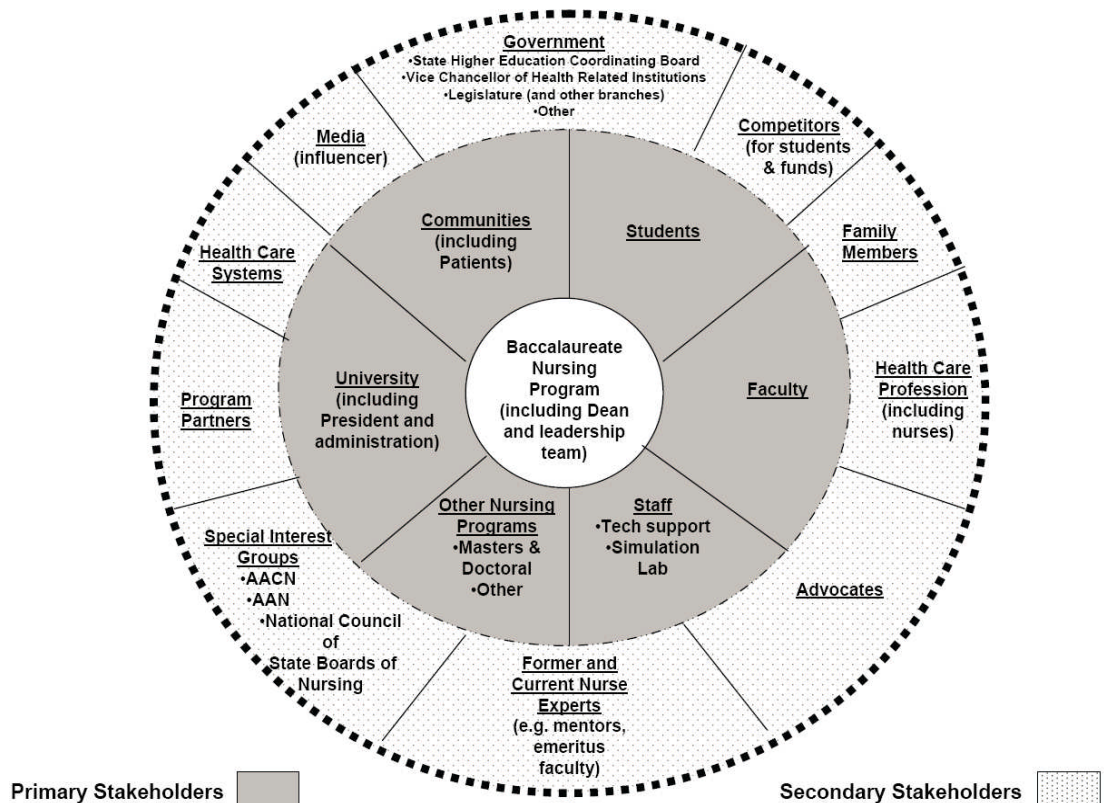 Government
•State Higher Education Coordinating Board
•Vice Chancellor of Health Related Institutions
•Legislature (and other branches)
•Other
Media
(influencer)
Competitors
(for students
& funds)
Communities
(including
Patients)
Students
Family
Members
Health Care
Systems
Baccalaureate
Nursing
Program
(including Dean
and leadership
team)
University
(including
President and
administration)
Faculty
Health Care
Profession
(including
nurses)
Program
Partners
Other Nursing
Programs
•Masters &
Doctoral
•Other
Staff
•Tech support
•Simulation
Lab
Special Interest
Groups
•AACN
•AAN
•National Council
of
State Boards of
Nursing
Advocates
Former and
Current Nurse
Experts
(e.g. mentors,
emeritus
faculty)
Primary Stakeholders
Secondary Stakeholders